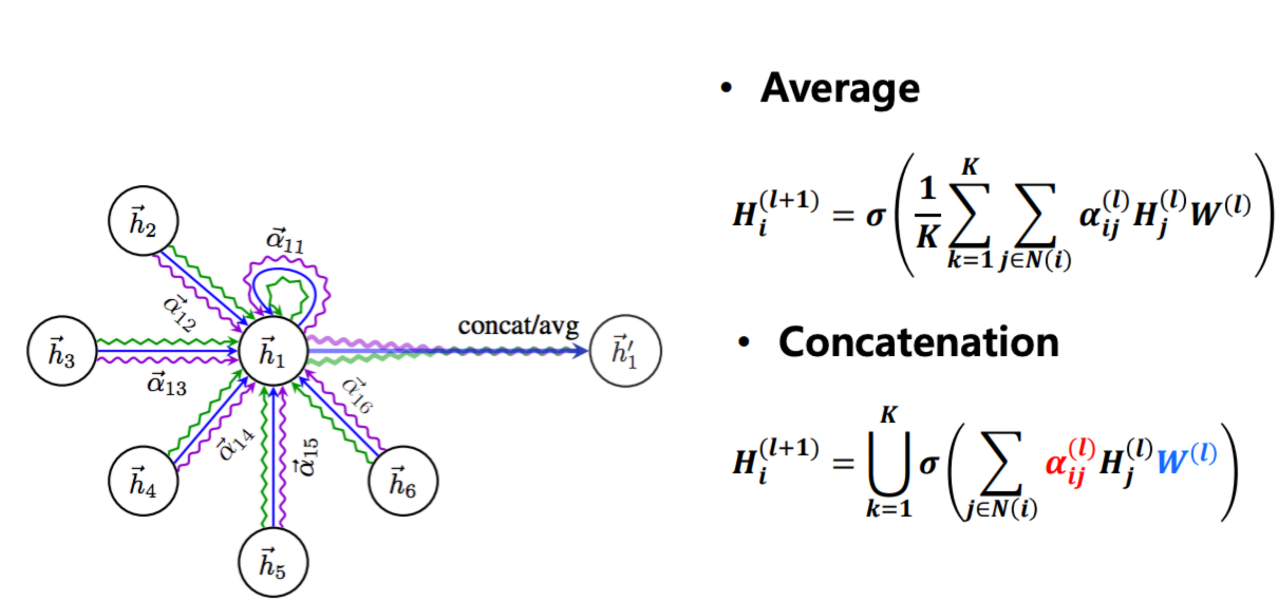 • Average
$H_i^{(l+1)} = \sigma\left(\frac{1}{K}\sum_{k=1}^{K}\sum_{j\in N(i)} \alpha_{ij}^{(l)} H_j^{(l)} W^{(l)}\right)$
• Concatenation
$H_i^{(l+1)} = \bigcup_{k=1}^{K} \sigma\left(\sum_{j\in N(i)} \alpha_{ij}^{(l)} H_j^{(l)} W^{(l)}\right)$
$\vec{h}_2$
$\vec{\alpha}_{11}$
$\vec{\alpha}_{12}$
concat/avg
$\vec{h}_3$
$\vec{h}_1$
$\vec{h}_1'$
$\vec{\alpha}_{13}$
$\vec{\alpha}_{16}$
$\vec{\alpha}_{14}$
$\vec{\alpha}_{15}$
$\vec{h}_4$
$\vec{h}_6$
$\vec{h}_5$